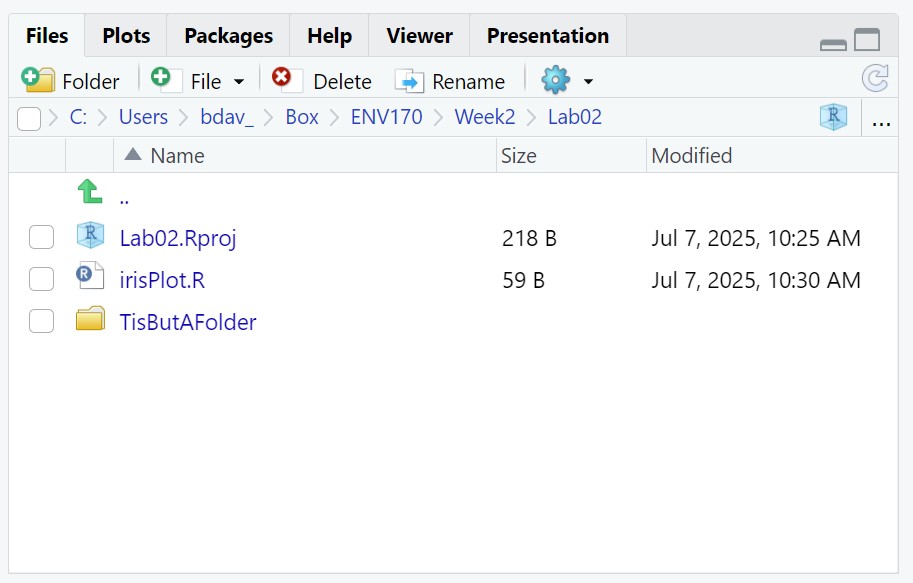 Files Plots Packages Help Viewer Presentation
Folder File Delete Rename
C: Users bdav_ Box ENV170 Week2 Lab02 R ...
Name Size Modified
..
R Lab02.Rproj 218 B Jul 7, 2025, 10:25 AM
R irisPlot.R 59 B Jul 7, 2025, 10:30 AM
TisButAFolder